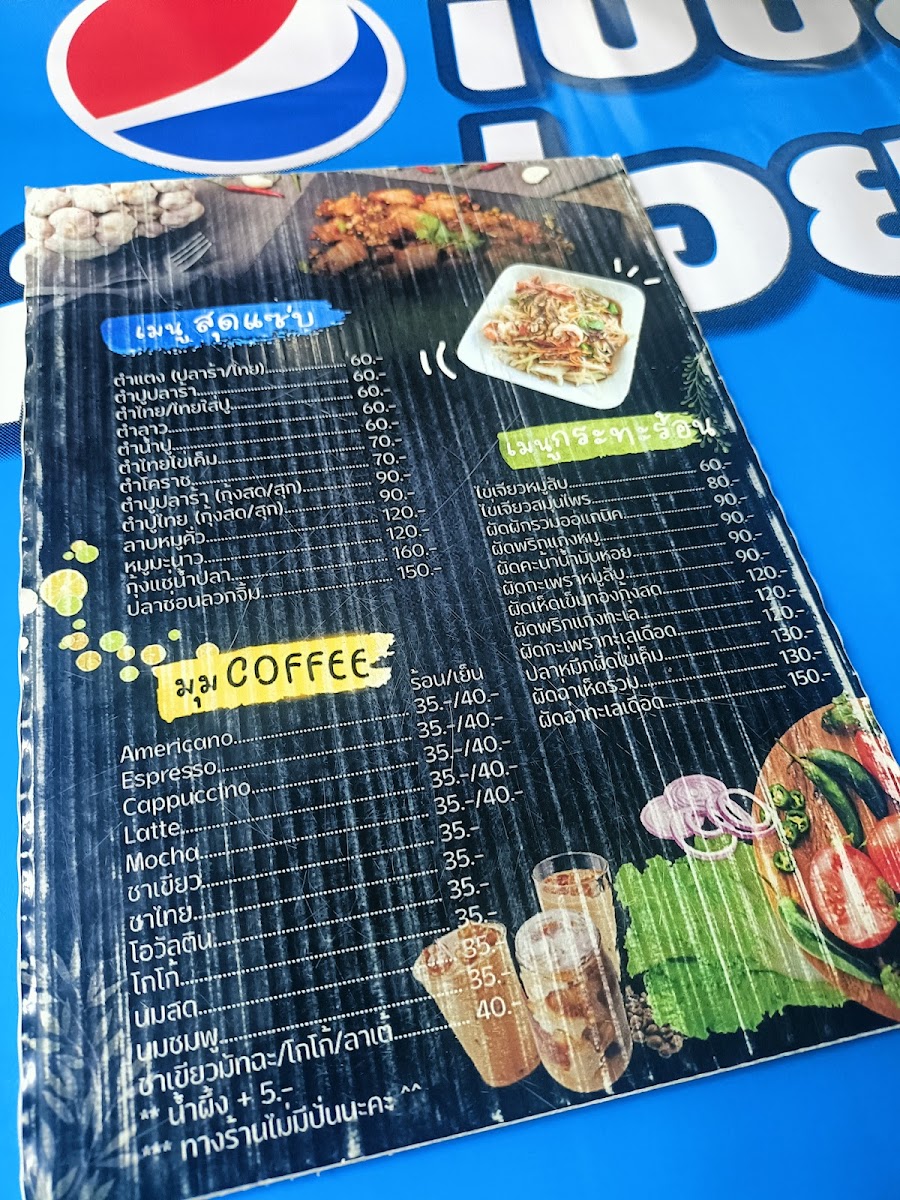 เมนู สุดแซ่บ
ตำแตง (ปูลาร้า/ไทย) 60.-
ตำปูปลาร้า 60.-
ตำไทย/ไทยใส่ปู 60.-
ตำลาว 60.-
ตำน้ำปู 60.-
ตำไทยไข่เค็ม 70.-
ตำโคราช 70.-
ตำปูปลาร้า (กุ้งสด/สุก) 90.-
ตำปูไทย (กุ้งสด/สุก) 90.-
ลาบหมูคั่ว 120.-
หมูมะนาว 120.-
กุ้งแช่น้ำปลา 160.-
ปลาช่อนลวกจิ้ม 150.-
เมนูกระทะร้อน
ไข่เจียวหมูสับ 60.-
ไข่เจียวสมุนไพร 80.-
ผัดผักรวมออแกนิค 90.-
ผัดพริกแกงหมู 90.-
ผัดคะน้าน้ำมันหอย 90.-
ผัดกะเพราหมูสับ 90.-
ผัดเห็ดเข็มทองกุ้งสด 120.-
ผัดพริกแกงทะเล 120.-
ผัดกะเพราทะเลเดือด 120.-
ปลาหมึกผัดไข่เค็ม 130.-
ผัดฉ่าเห็ดรวม 130.-
ผัดฉ่าทะเลเดือด 150.-
มุม COFFEE
ร้อน/เย็น
Americano 35.-/40.-
Espresso 35.-/40.-
Cappuccino 35.-/40.-
Latte 35.-/40.-
Mocha 35.-/40.-
ชาเขียว 35.-
ชาไทย 35.-
โอวัลติน 35.-
โกโก้ 35.-
นมสด 35.-
นมชมพู 35.-
ชาเขียวมัทฉะ/โกโก้/ลาเต้ 40.-
** น้ำผึ้ง + 5.-
*** ทางร้านไม่มีปั่นนะคะ ^^